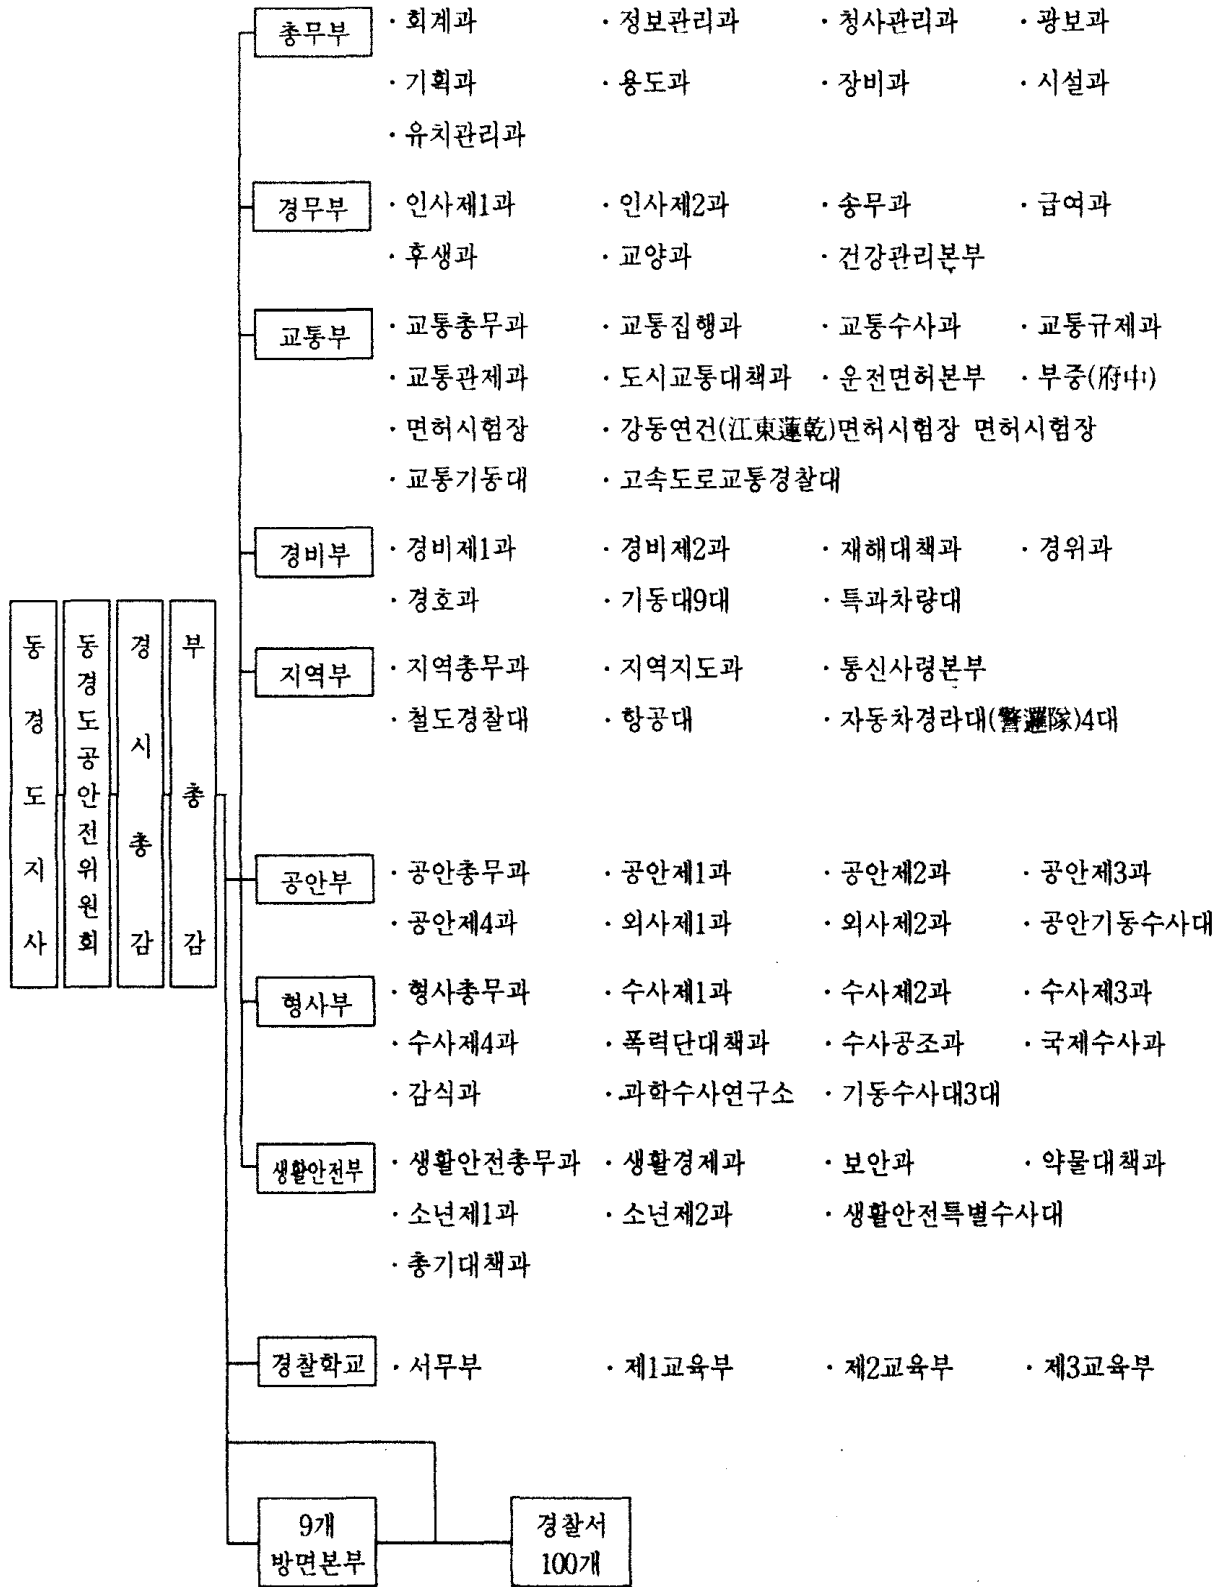 총무부 · 회계과 · 정보관리과 · 청사관리과 · 광보과
· 기획과 · 용도과 · 장비과 · 시설과
· 유치관리과
경무부 · 인사제1과 · 인사제2과 · 송무과 · 급여과
· 후생과 · 교양과 · 건강관리본부
교통부 · 교통총무과 · 교통집행과 · 교통수사과 · 교통규제과
· 교통관제과 · 도시교통대책과 · 운전면허본부 · 부중(府中)
· 면허시험장 · 강동연건(江東蓮乾)면허시험장 면허시험장
· 교통기동대 · 고속도로교통경찰대
경비부 · 경비제1과 · 경비제2과 · 재해대책과 · 경위과
· 경호과 · 기동대9대 · 특과차량대
동경도지사
동경도공안전위원회
경시총감
부총감
지역부 · 지역총무과 · 지역지도과 · 통신사령본부
· 철도경찰대 · 항공대 · 자동차경라대(警邏隊)4대
공안부 · 공안총무과 · 공안제1과 · 공안제2과 · 공안제3과
· 공안제4과 · 외사제1과 · 외사제2과 · 공안기동수사대
형사부 · 형사총무과 · 수사제1과 · 수사제2과 · 수사제3과
· 수사제4과 · 폭력단대책과 · 수사공조과 · 국제수사과
· 감식과 · 과학수사연구소 · 기동수사대3대
생활안전부 · 생활안전총무과 · 생활경제과 · 보안과 · 약물대책과
· 소년제1과 · 소년제2과 · 생활안전특별수사대
· 총기대책과
경찰학교 · 서무부 · 제1교육부 · 제2교육부 · 제3교육부
9개
방면본부
경찰서
100개